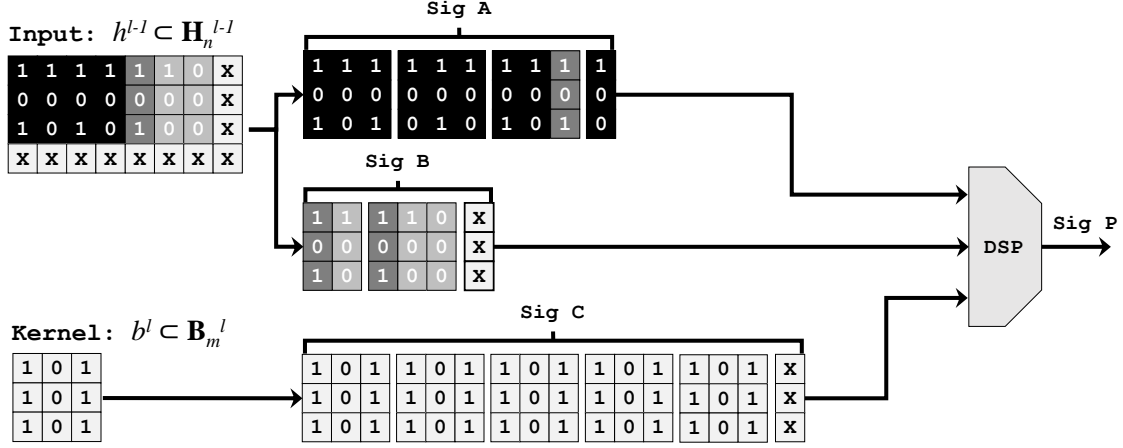 Sig A
Input: hˡ⁻¹ ⊂ Hₙˡ⁻¹
1 1 1 1 1 1 0 X
0 0 0 0 0 0 0 X
1 0 1 0 1 0 0 X
X X X X X X X X
1 1 1 1 1 1 1 1 1 1
0 0 0 0 0 0 0 0 0 0
1 0 1 0 1 0 1 0 1 0
Sig B
1 1 1 1 0 X
0 0 0 0 0 X
1 0 1 0 0 X
Sig P
DSP
Sig C
Kernel: bˡ ⊂ Bₘˡ
1 0 1
1 0 1
1 0 1
1 0 1 1 0 1 1 0 1 1 0 1 1 0 1 X
1 0 1 1 0 1 1 0 1 1 0 1 1 0 1 X
1 0 1 1 0 1 1 0 1 1 0 1 1 0 1 X